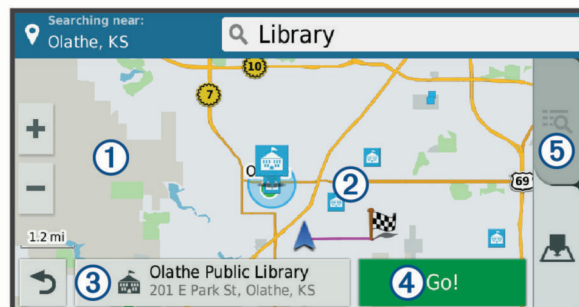 Searching near:
Olathe, KS
Library
10
7
+
1
5
O
2
69
−
1.2 mi
3
Olathe Public Library
201 E Park St, Olathe, KS
4
Go!